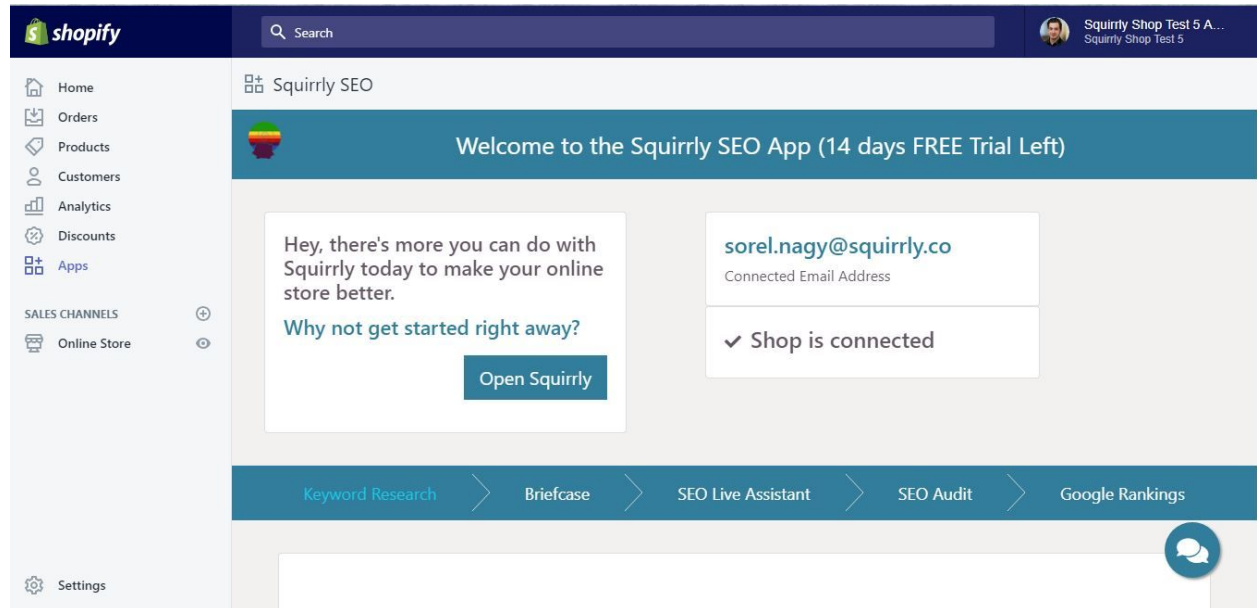 shopify
Search
Squirrly Shop Test 5 A...
Squirrly Shop Test 5
Home
Orders
Products
Customers
Analytics
Discounts
Apps
SALES CHANNELS
Online Store
Settings
Squirrly SEO
Welcome to the Squirrly SEO App (14 days FREE Trial Left)
Hey, there's more you can do with
Squirrly today to make your online
store better.
Why not get started right away?
Open Squirrly
sorel.nagy@squirrly.co
Connected Email Address
Shop is connected
Keyword Research
Briefcase
SEO Live Assistant
SEO Audit
Google Rankings